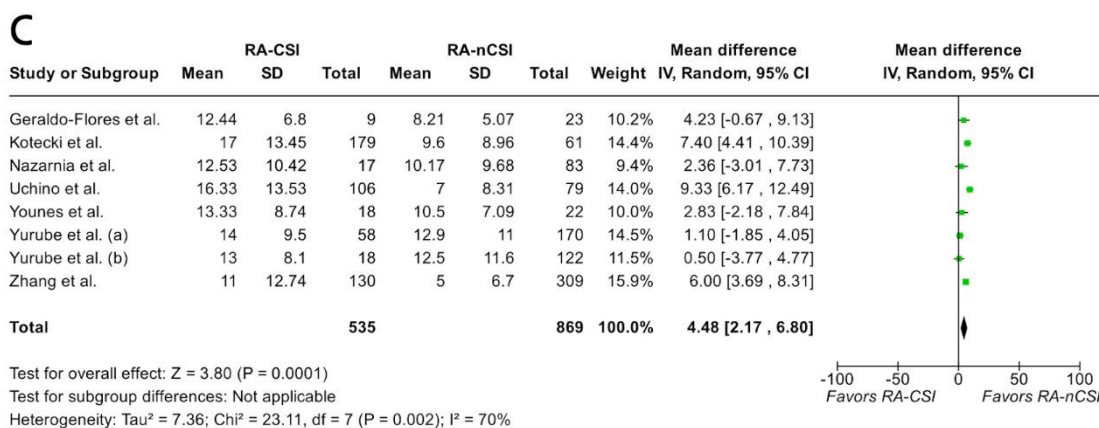 C
RA-CSI RA-nCSI Mean difference Mean difference
Study or Subgroup Mean SD Total Mean SD Total Weight IV, Random, 95% CI IV, Random, 95% CI
Geraldo-Flores et al. 12.44 6.8 9 8.21 5.07 23 10.2% 4.23 [-0.67 , 9.13]
Kotecki et al. 17 13.45 179 9.6 8.96 61 14.4% 7.40 [4.41 , 10.39]
Nazarnia et al. 12.53 10.42 17 10.17 9.68 83 9.4% 2.36 [-3.01 , 7.73]
Uchino et al. 16.33 13.53 106 7 8.31 79 14.0% 9.33 [6.17 , 12.49]
Younes et al. 13.33 8.74 18 10.5 7.09 22 10.0% 2.83 [-2.18 , 7.84]
Yurube et al. (a) 14 9.5 58 12.9 11 170 14.5% 1.10 [-1.85 , 4.05]
Yurube et al. (b) 13 8.1 18 12.5 11.6 122 11.5% 0.50 [-3.77 , 4.77]
Zhang et al. 11 12.74 130 5 6.7 309 15.9% 6.00 [3.69 , 8.31]
Total 535 869 100.0% 4.48 [2.17 , 6.80]
Test for overall effect: Z = 3.80 (P = 0.0001)
Test for subgroup differences: Not applicable
Heterogeneity: Tau² = 7.36; Chi² = 23.11, df = 7 (P = 0.002); I² = 70%
-100 -50 0 50 100
Favors RA-CSI Favors RA-nCSI